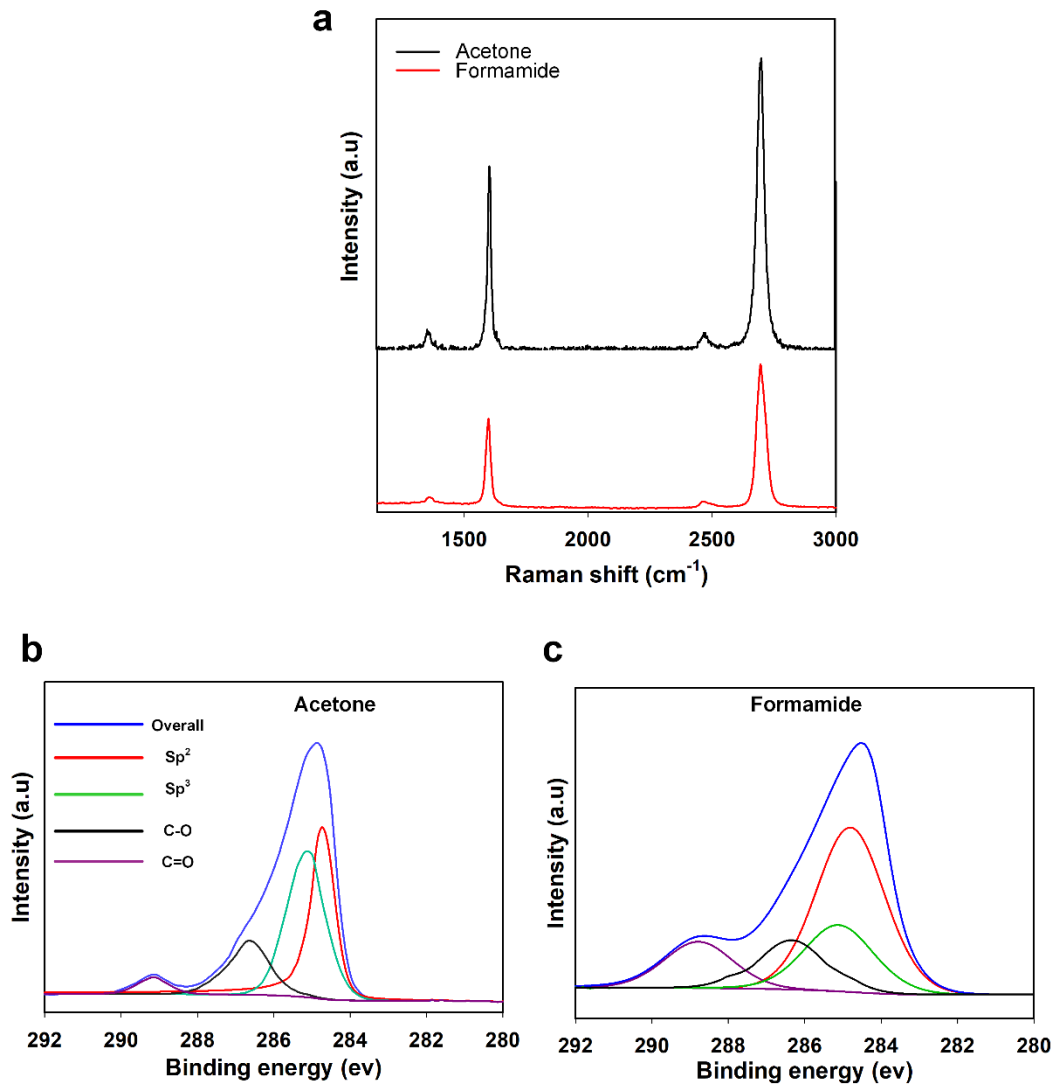 a
Acetone
Formamide
Intensity (a.u)
1500 2000 2500 3000
Raman shift (cm⁻¹)
b
Acetone
Overall
Sp²
Sp³
C-O
C=O
Intensity (a.u)
292 290 288 286 284 282 280
Binding energy (ev)
c
Formamide
Intensity (a.u)
292 290 288 286 284 282 280
Binding energy (ev)